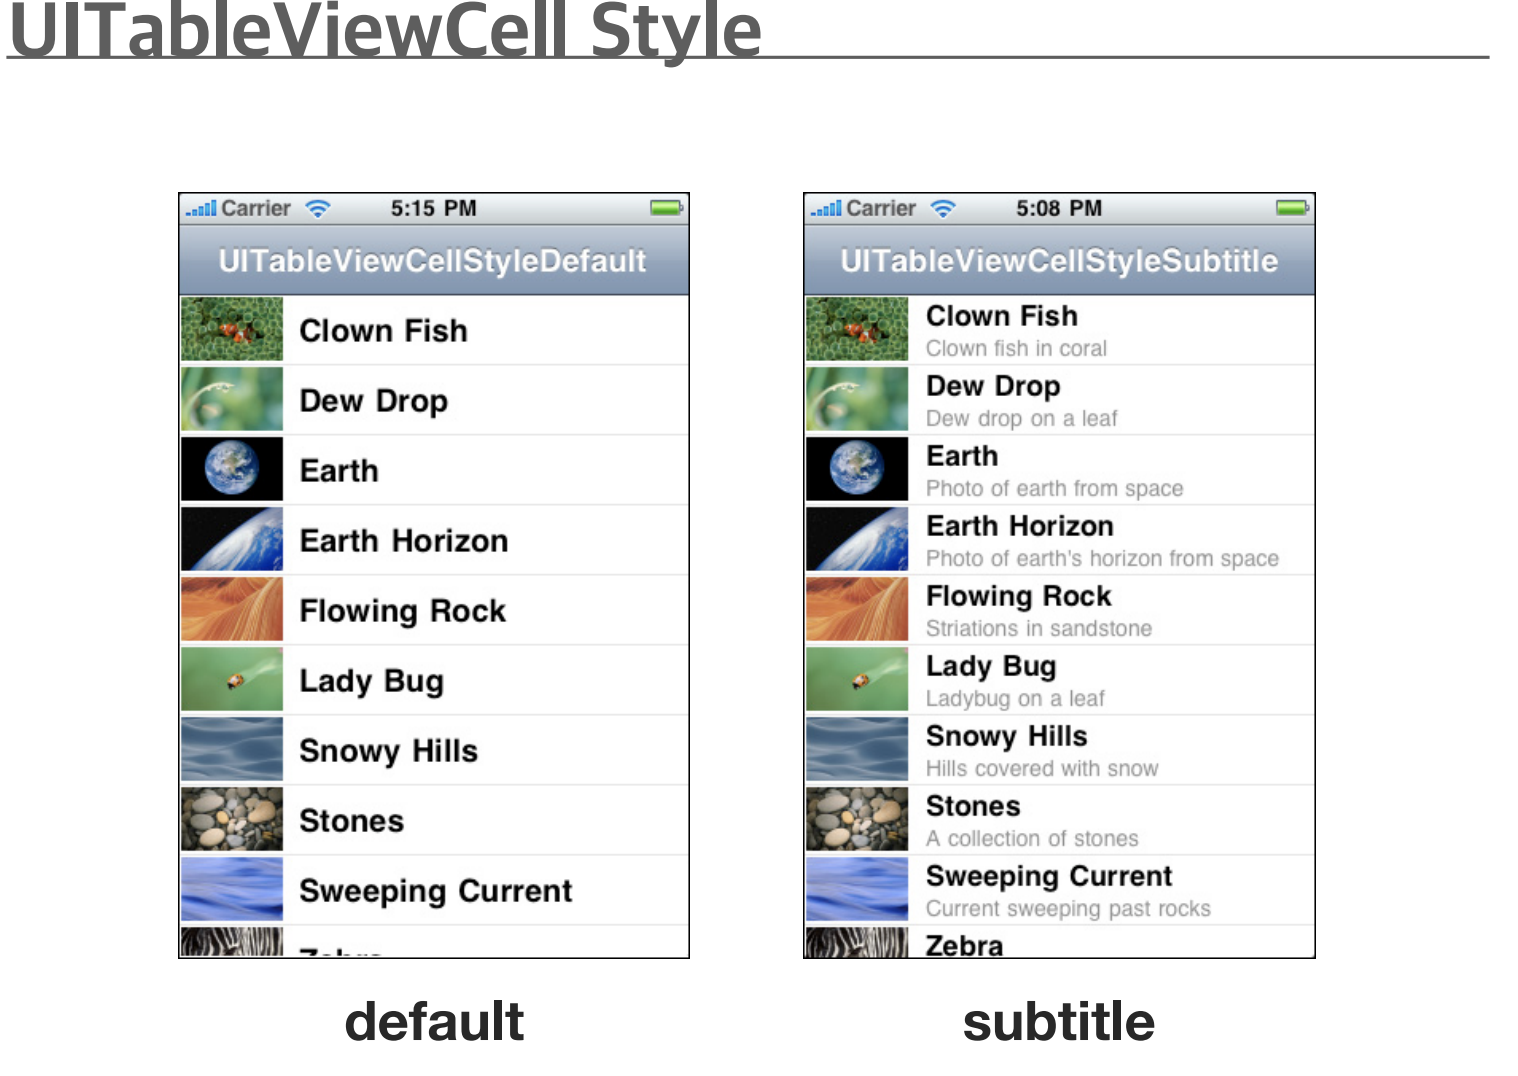 UITableViewCell Style
Carrier 5:15 PM
UITableViewCellStyleDefault
Clown Fish
Dew Drop
Earth
Earth Horizon
Flowing Rock
Lady Bug
Snowy Hills
Stones
Sweeping Current
Zebra
default
Carrier 5:08 PM
UITableViewCellStyleSubtitle
Clown Fish
Clown fish in coral
Dew Drop
Dew drop on a leaf
Earth
Photo of earth from space
Earth Horizon
Photo of earth's horizon from space
Flowing Rock
Striations in sandstone
Lady Bug
Ladybug on a leaf
Snowy Hills
Hills covered with snow
Stones
A collection of stones
Sweeping Current
Current sweeping past rocks
Zebra
subtitle